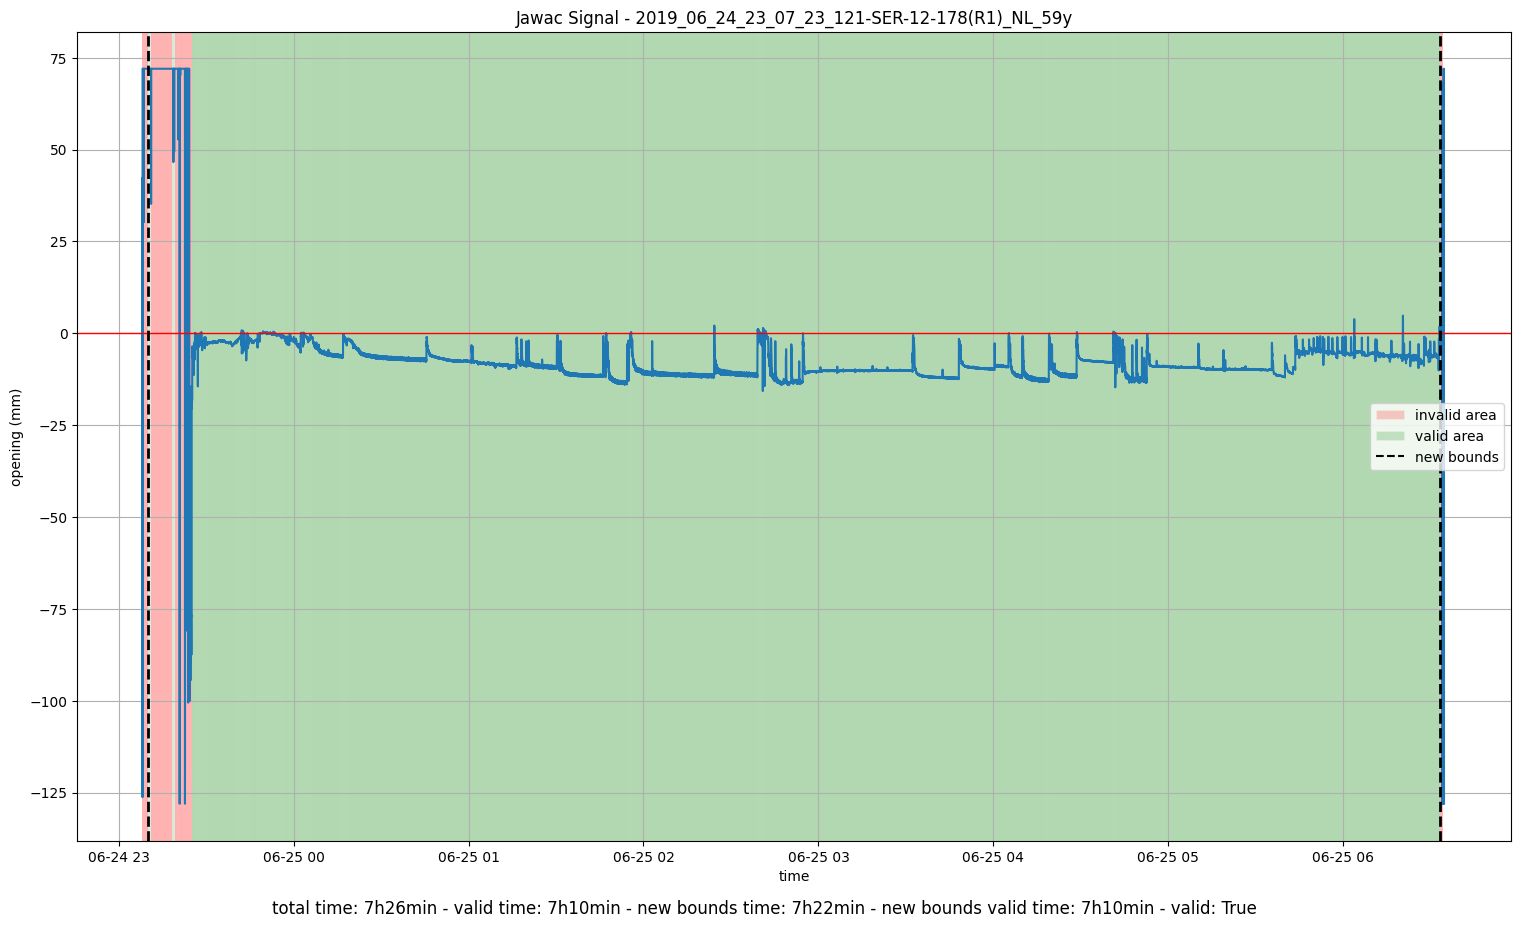 Jawac Signal - 2019_06_24_23_07_23_121-SER-12-178(R1)_NL_59y
opening (mm)
75
50
25
0
−25
−50
−75
−100
−125
invalid area
valid area
new bounds
06-24 23
06-25 00
06-25 01
06-25 02
06-25 03
06-25 04
06-25 05
06-25 06
time
total time: 7h26min - valid time: 7h10min - new bounds time: 7h22min - new bounds valid time: 7h10min - valid: True